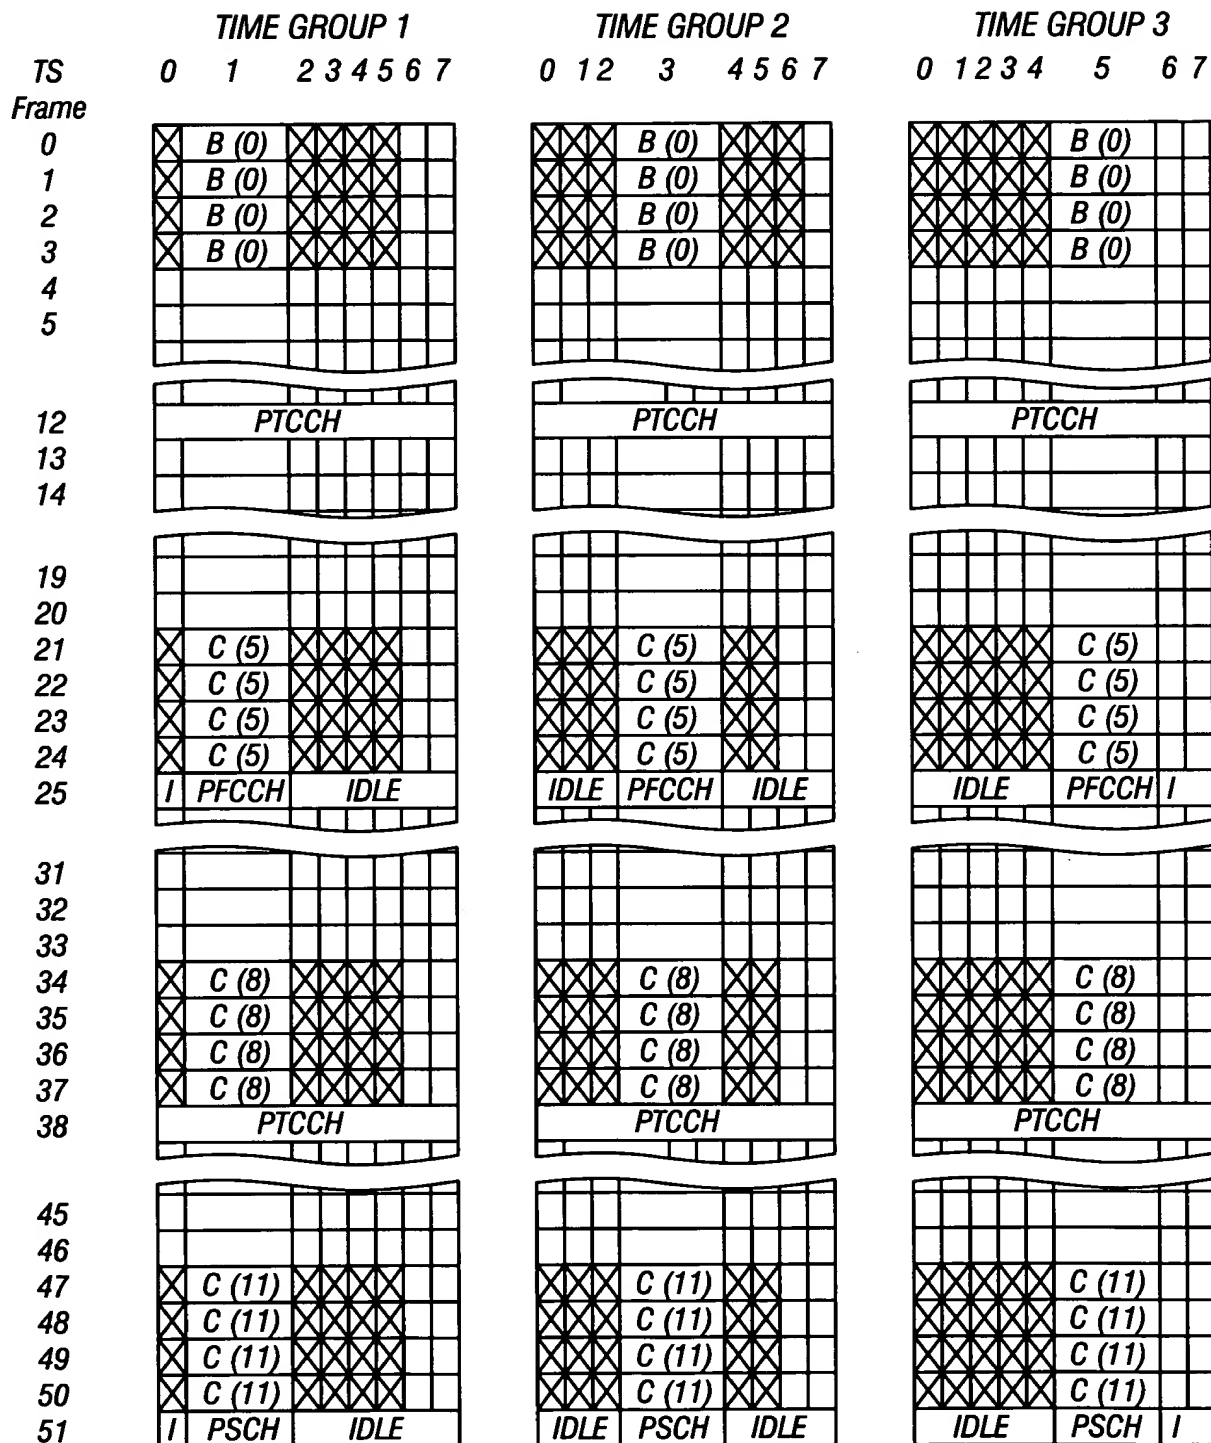 TIME GROUP 1 TIME GROUP 2 TIME GROUP 3
TS 0 1 2 3 4 5 6 7 0 1 2 3 4 5 6 7 0 1 2 3 4 5 6 7
Frame
0 B (0) B (0) B (0)
1 B (0) B (0) B (0)
2 B (0) B (0) B (0)
3 B (0) B (0) B (0)
4
5
12 PTCCH PTCCH PTCCH
13
14
19
20
21 C (5) C (5) C (5)
22 C (5) C (5) C (5)
23 C (5) C (5) C (5)
24 C (5) C (5) C (5)
25 I PFCCH IDLE IDLE PFCCH IDLE IDLE PFCCH I
31
32
33
34 C (8) C (8) C (8)
35 C (8) C (8) C (8)
36 C (8) C (8) C (8)
37 C (8) C (8) C (8)
38 PTCCH PTCCH PTCCH
45
46
47 C (11) C (11) C (11)
48 C (11) C (11) C (11)
49 C (11) C (11) C (11)
50 C (11) C (11) C (11)
51 I PSCH IDLE IDLE PSCH IDLE IDLE PSCH I